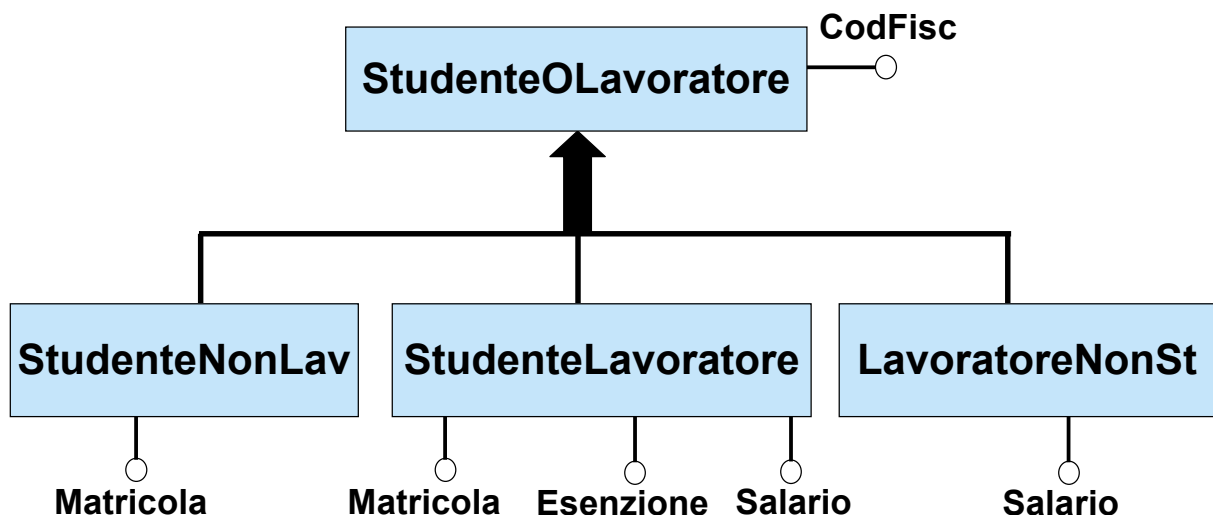 CodFisc
StudenteOLavoratore
StudenteNonLav
StudenteLavoratore
LavoratoreNonSt
Matricola
Matricola
Esenzione
Salario
Salario